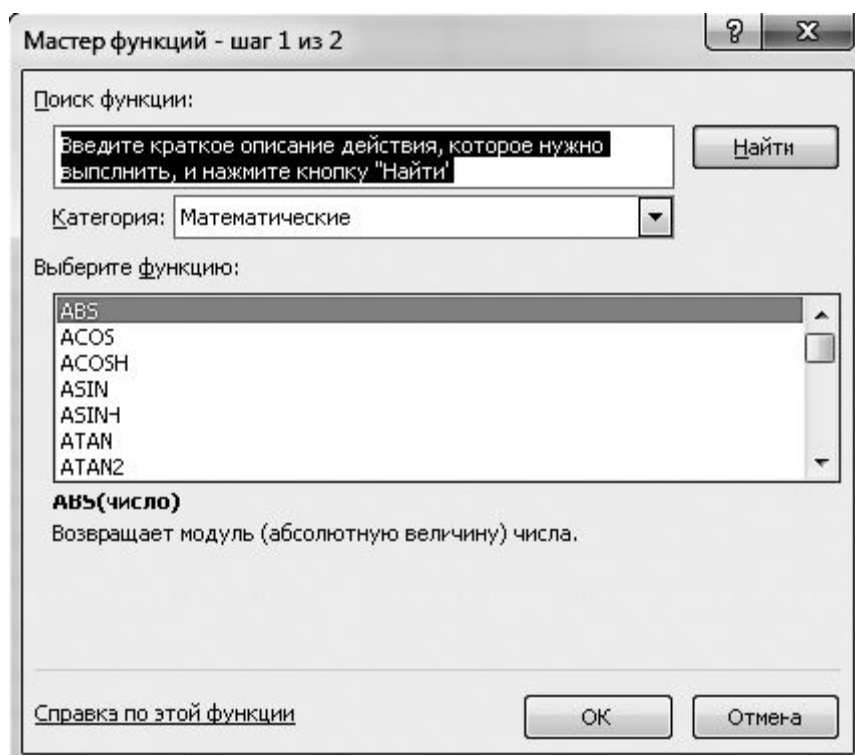 Мастер функций - шаг 1 из 2
Поиск функции:
Введите краткое описание действия, которое нужно
выполнить, и нажмите кнопку "Найти"
Найти
Категория: Математические
Выберите функцию:
ABS
ACOS
ACOSH
ASIN
ASINH
ATAN
ATAN2
ABS(число)
Возвращает модуль (абсолютную величину) числа.
Справка по этой функции
ОК
Отмена